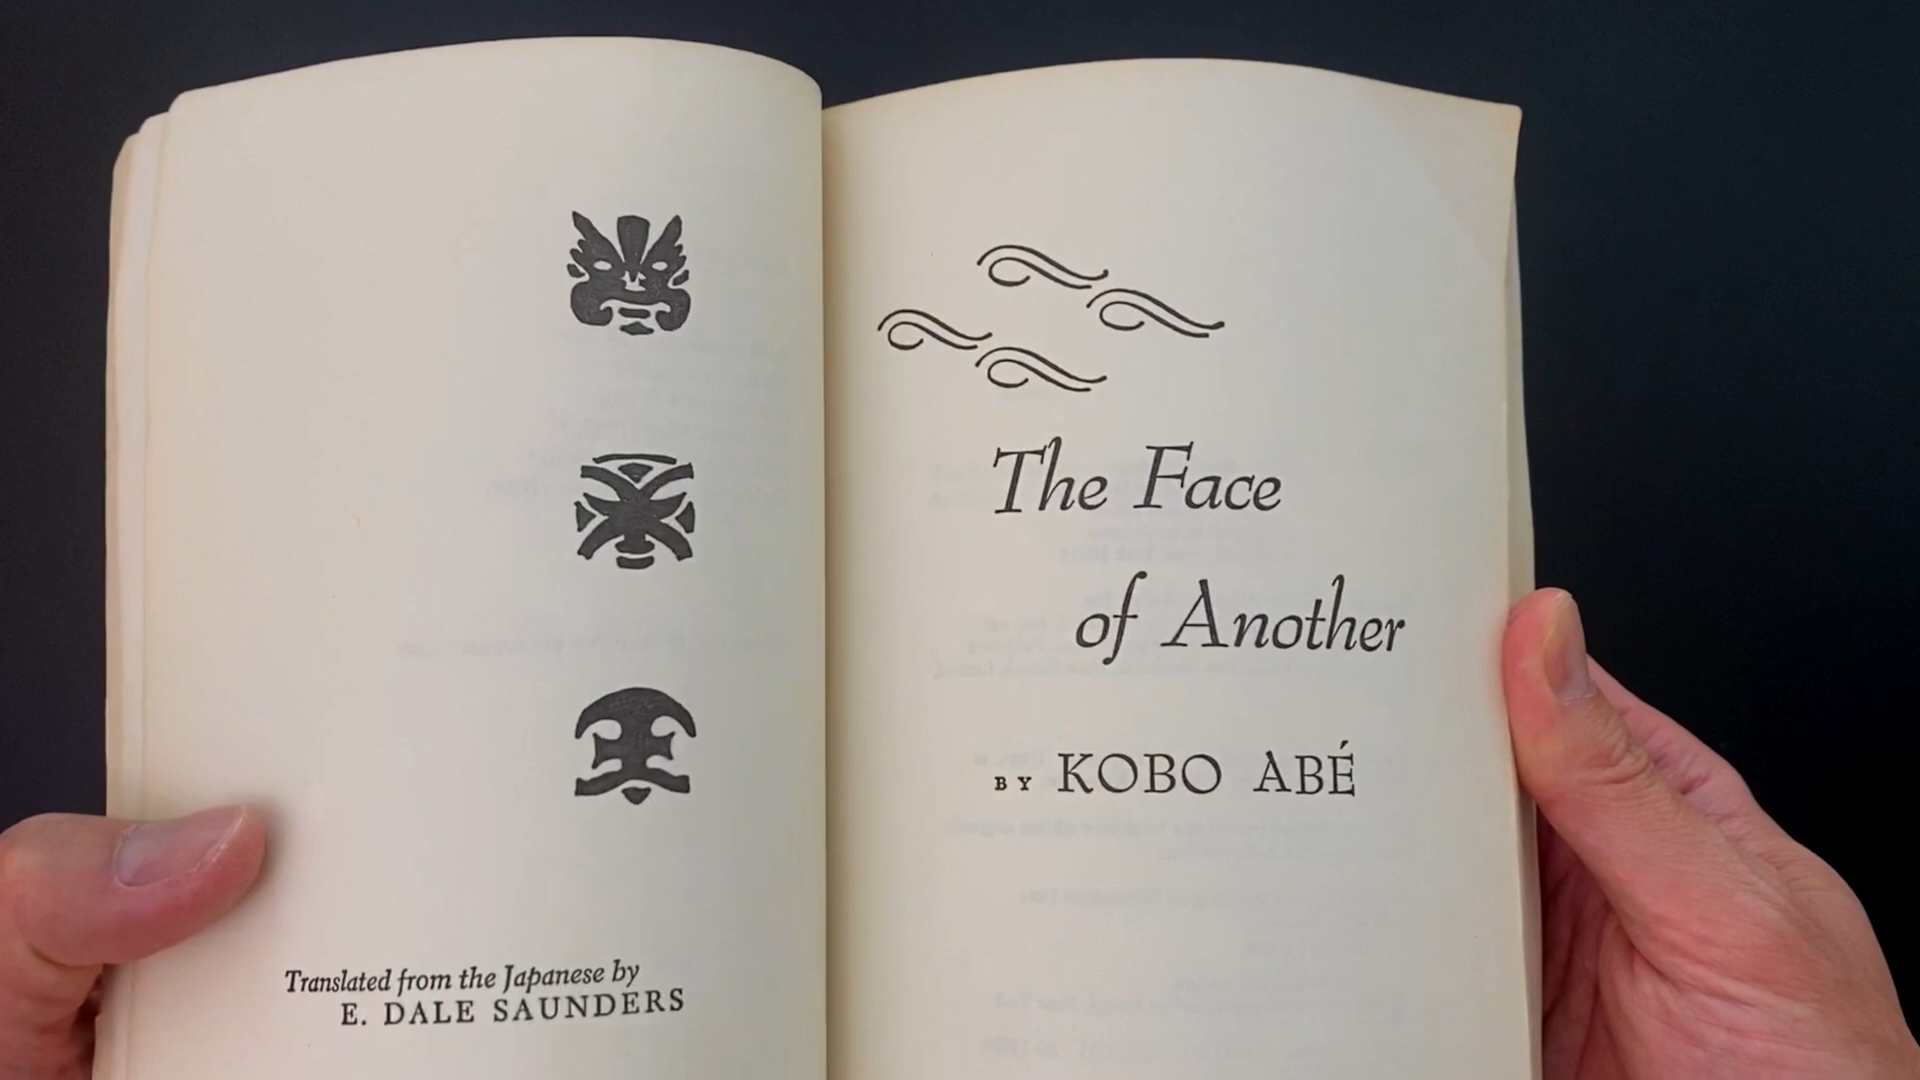 Translated from the Japanese by
E. DALE SAUNDERS
The Face
of Another
BY KOBO ABÉ